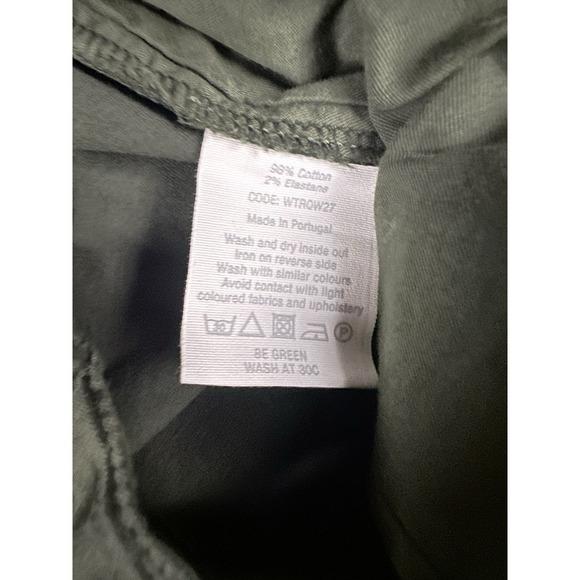 98% Cotton
2% Elastane
CODE: WTROW27
Made In Portugal
Wash and dry inside out
Iron on reverse side
Wash with similar colours
Avoid contact with light
coloured fabrics and upholstery
P
BE GREEN
WASH AT 30C